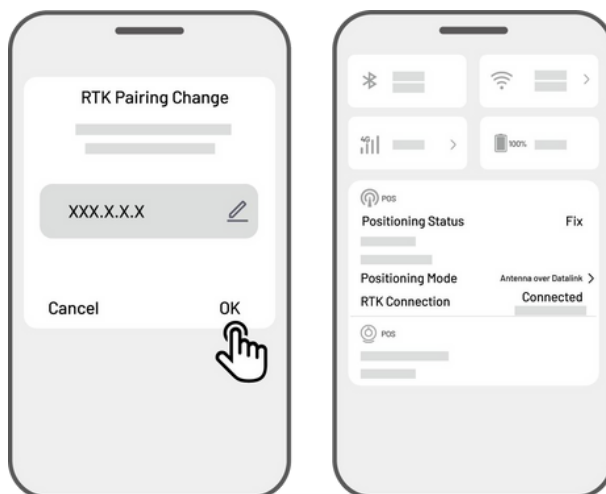 RTK Pairing Change
XXX.X.X.X
Cancel OK
4G
100%
POS
Positioning Status Fix
Positioning Mode Antenna over Datalink >
RTK Connection Connected
POS